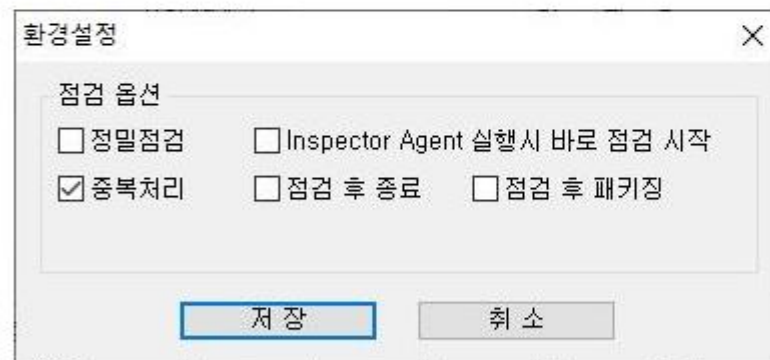 환경설정
점검 옵션
정밀점검 Inspector Agent 실행시 바로 점검 시작
중복처리 점검 후 종료 점검 후 패키징
저 장 취 소